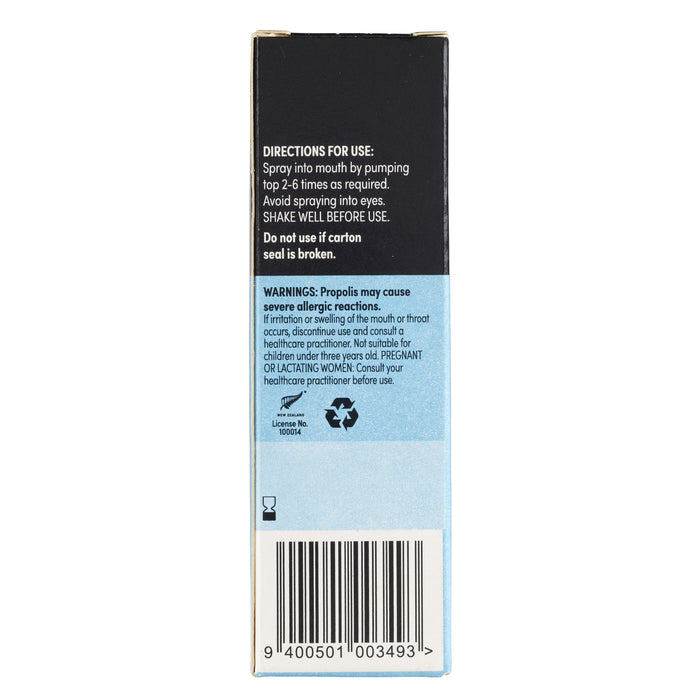 DIRECTIONS FOR USE:
Spray into mouth by pumping
top 2-6 times as required.
Avoid spraying into eyes.
SHAKE WELL BEFORE USE.
Do not use if carton
seal is broken.
WARNINGS: Propolis may cause
severe allergic reactions.
If irritation or swelling of the mouth or throat
occurs, discontinue use and consult a
healthcare practitioner. Not suitable for
children under three years old. PREGNANT
OR LACTATING WOMEN: Consult your
healthcare practitioner before use.
NEW ZEALAND
License No.
100014
9 400501 003493 >